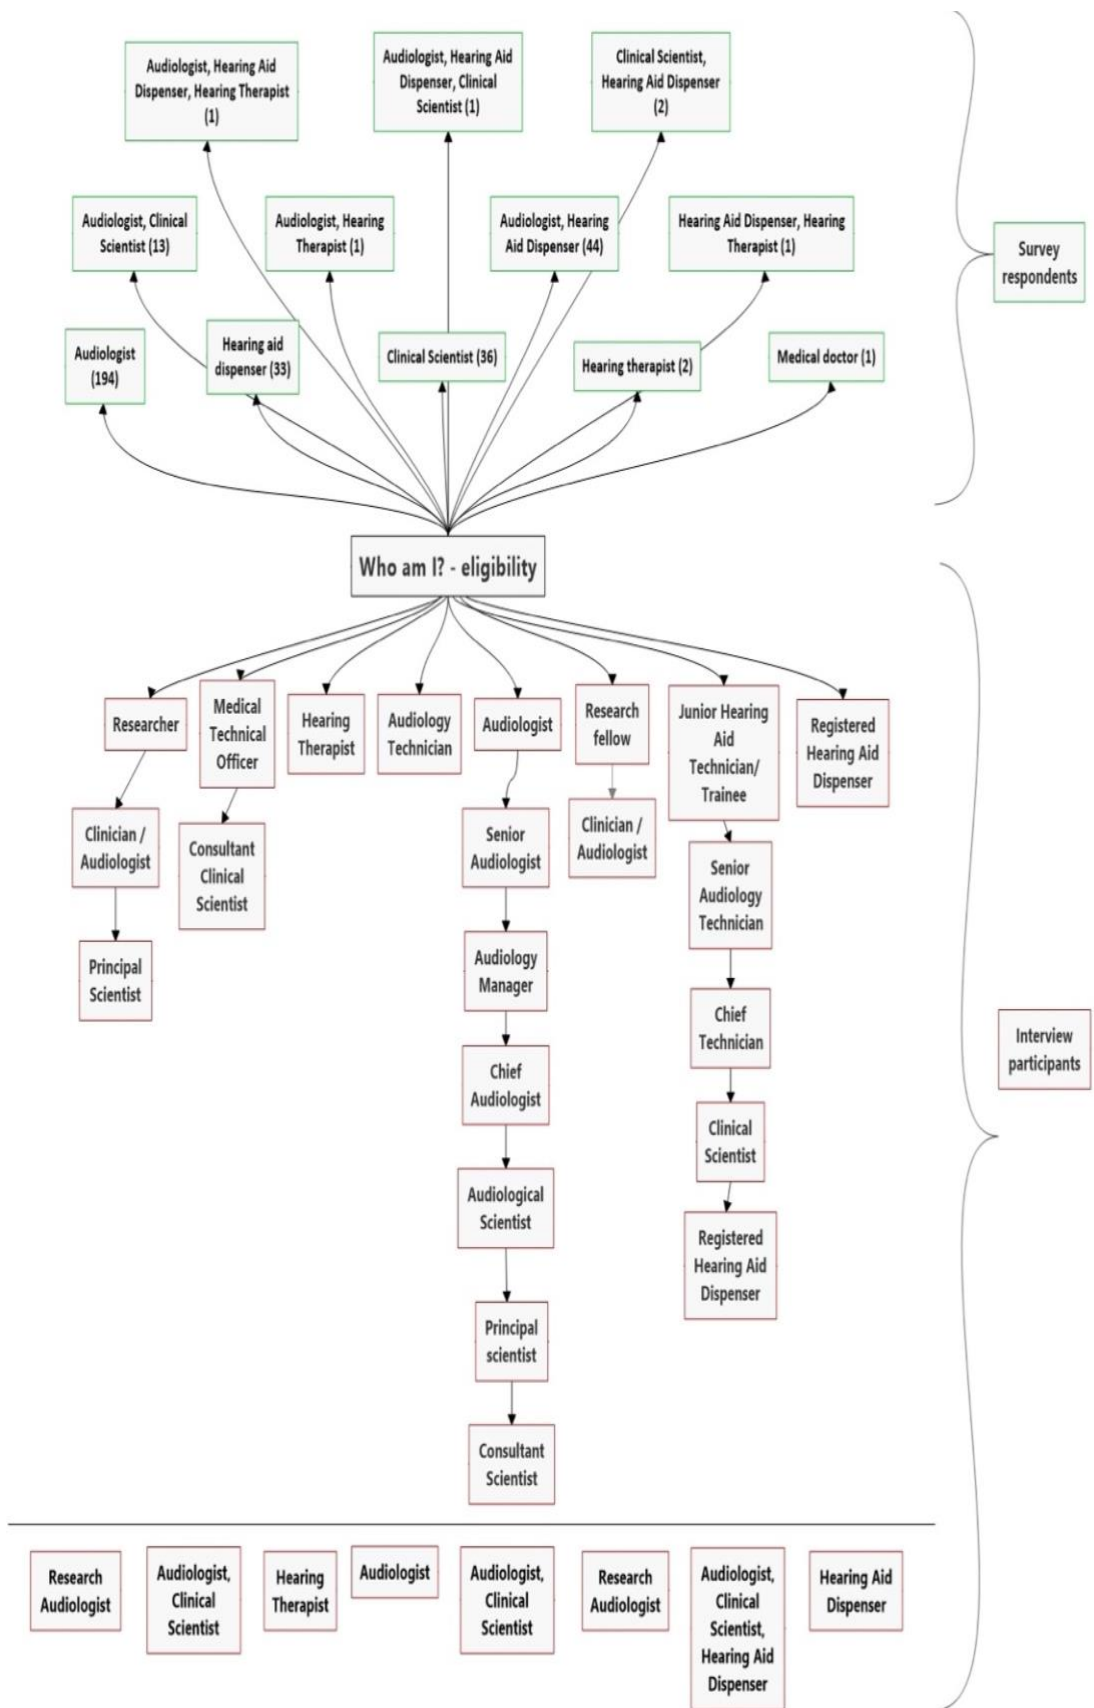 Audiologist, Hearing Aid
Dispenser, Hearing Therapist
(1)
Audiologist, Hearing Aid
Dispenser, Clinical
Scientist (1)
Clinical Scientist,
Hearing Aid Dispenser
(2)
Audiologist, Clinical
Scientist (13)
Audiologist, Hearing
Therapist (1)
Audiologist, Hearing
Aid Dispenser (44)
Hearing Aid Dispenser, Hearing
Therapist (1)
Survey
respondents
Audiologist
(194)
Hearing aid
dispenser (33)
Clinical Scientist (36)
Hearing therapist (2)
Medical doctor (1)
Who am I? - eligibility
Researcher
Medical
Technical
Officer
Hearing
Therapist
Audiology
Technician
Audiologist
Research
fellow
Junior Hearing
Aid
Technician/
Trainee
Registered
Hearing Aid
Dispenser
Clinician /
Audiologist
Consultant
Clinical
Scientist
Senior
Audiologist
Clinician /
Audiologist
Senior
Audiology
Technician
Principal
Scientist
Audiology
Manager
Chief
Technician
Interview
participants
Chief
Audiologist
Clinical
Scientist
Audiological
Scientist
Registered
Hearing Aid
Dispenser
Principal
scientist
Consultant
Scientist
Research
Audiologist
Audiologist,
Clinical
Scientist
Hearing
Therapist
Audiologist
Audiologist,
Clinical
Scientist
Research
Audiologist
Audiologist,
Clinical
Scientist,
Hearing Aid
Dispenser
Hearing Aid
Dispenser